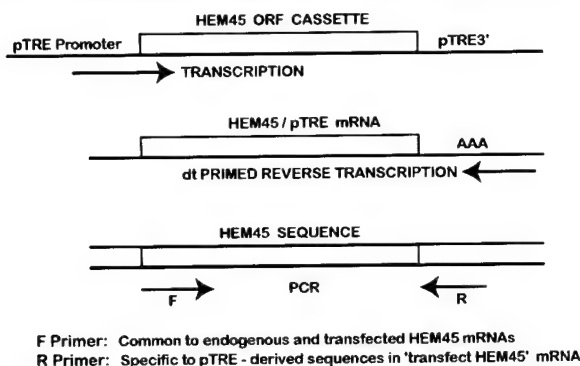 HEM45 ORF CASSETTE
pTRE Promoter
pTRE3'
TRANSCRIPTION
HEM45 / pTRE mRNA
AAA
dt PRIMED REVERSE TRANSCRIPTION
HEM45 SEQUENCE
F
PCR
R
F Primer: Common to endogenous and transfected HEM45 mRNAs
R Primer: Specific to pTRE - derived sequences in 'transfect HEM45' mRNA